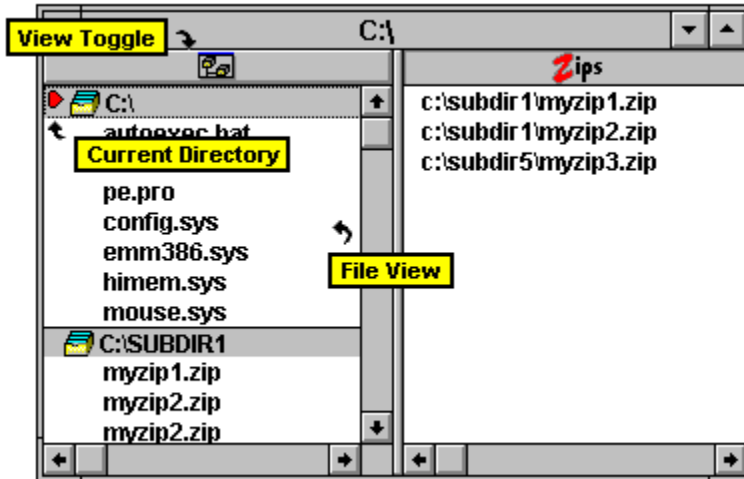 C:\
View Toggle
Zips
C:\
autoexec.bat
Current Directory
pe.pro
config.sys
emm386.sys
himem.sys
mouse.sys
C:\SUBDIR1
myzip1.zip
myzip2.zip
myzip2.zip
File View
c:\subdir1\myzip1.zip
c:\subdir1\myzip2.zip
c:\subdir5\myzip3.zip